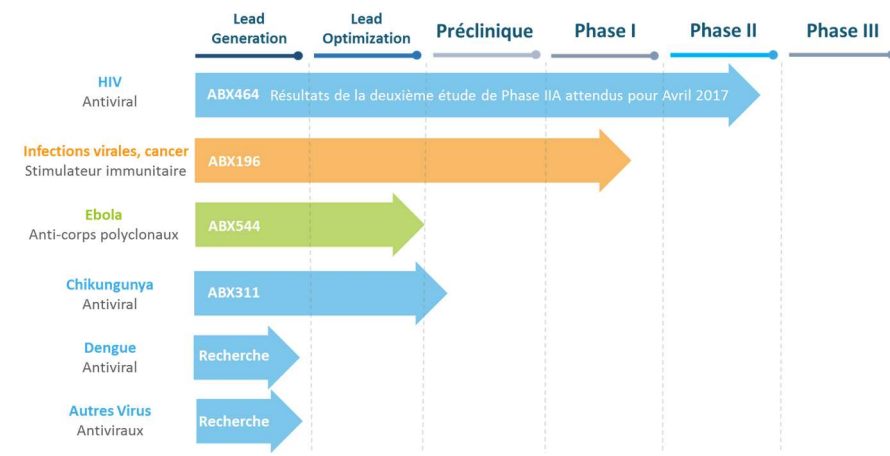 Lead
Generation
Lead
Optimization
Préclinique
Phase I
Phase II
Phase III
HIV
Antiviral
ABX464 Résultats de la deuxième étude de Phase IIA attendus pour Avril 2017
Infections virales, cancer
Stimulateur immunitaire
ABX196
Ebola
Anti-corps polyclonaux
ABX544
Chikungunya
Antiviral
ABX311
Dengue
Antiviral
Recherche
Autres Virus
Antiviraux
Recherche